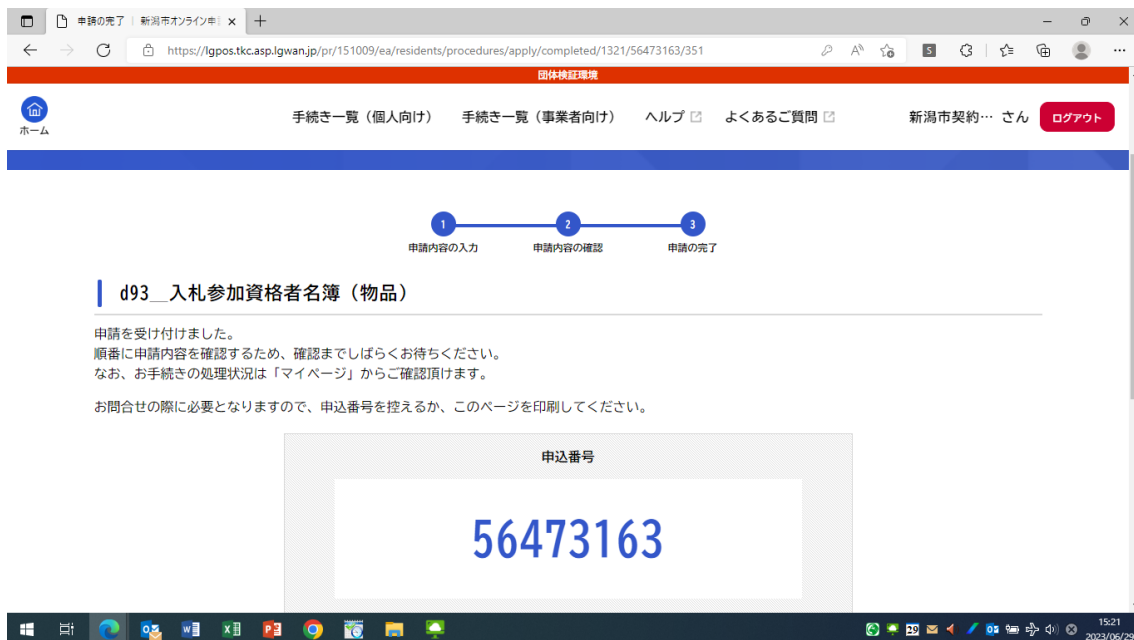 申請の完了 | 新潟市オンライン申
https://lgpos.tkc.asp.lgwan.jp/pr/151009/ea/residents/procedures/apply/completed/1321/56473163/351
団体検証環境
ホーム
手続き一覧（個人向け）
手続き一覧（事業者向け）
ヘルプ
よくあるご質問
新潟市契約… さん
ログアウト
1
2
3
申請内容の入力
申請内容の確認
申請の完了
d93__入札参加資格者名簿（物品）
申請を受け付けました。
順番に申請内容を確認するため、確認までしばらくお待ちください。
なお、お手続きの処理状況は「マイページ」からご確認頂けます。
お問合せの際に必要となりますので、申込番号を控えるか、このページを印刷してください。
申込番号
56473163
29
15:21
2023/06/29